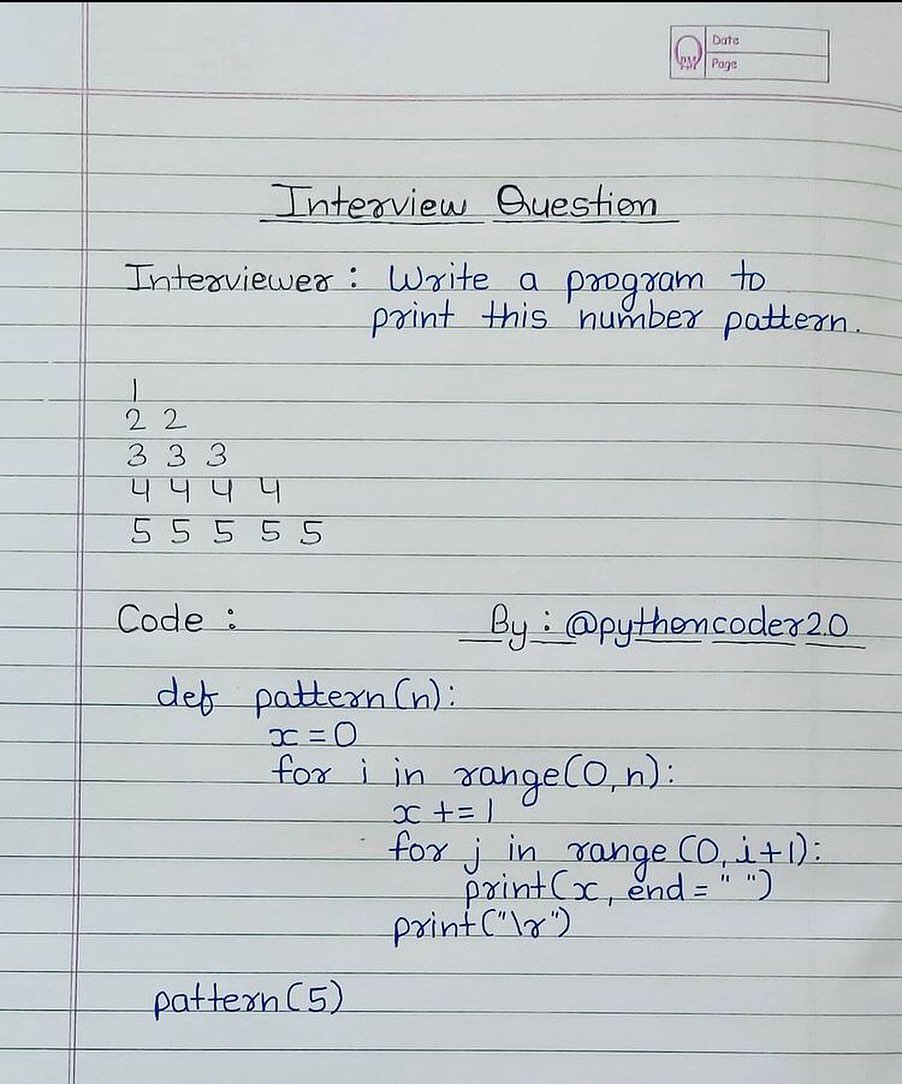 Date
Page
Interview Question
Interviewer : Write a program to
print this number pattern.
1
2 2
3 3 3
4 4 4 4
5 5 5 5 5
Code :
By : @pythoncoder2.0
def pattern(n):
x = 0
for i in range(0, n):
x += 1
for j in range (0, i+1):
print(x, end = " ")
print("\r")
pattern(5)